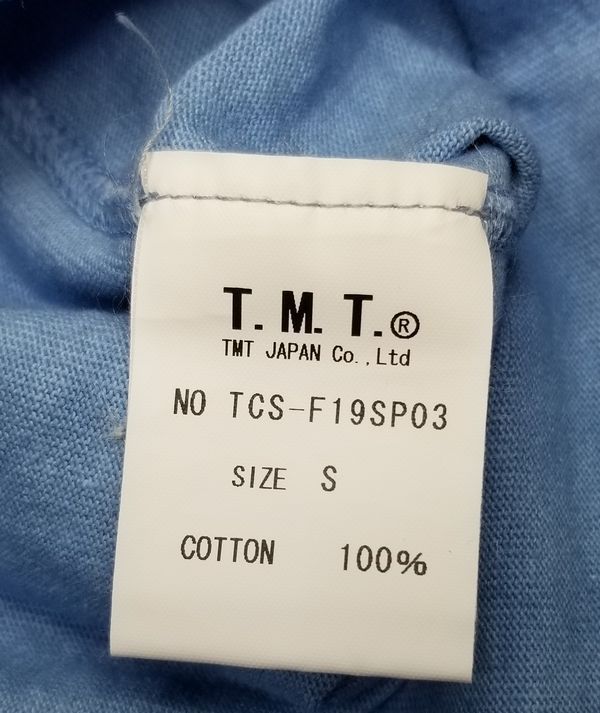 T. M. T.®
TMT JAPAN Co.,Ltd
NO TCS-F19SP03
SIZE S
COTTON 100%